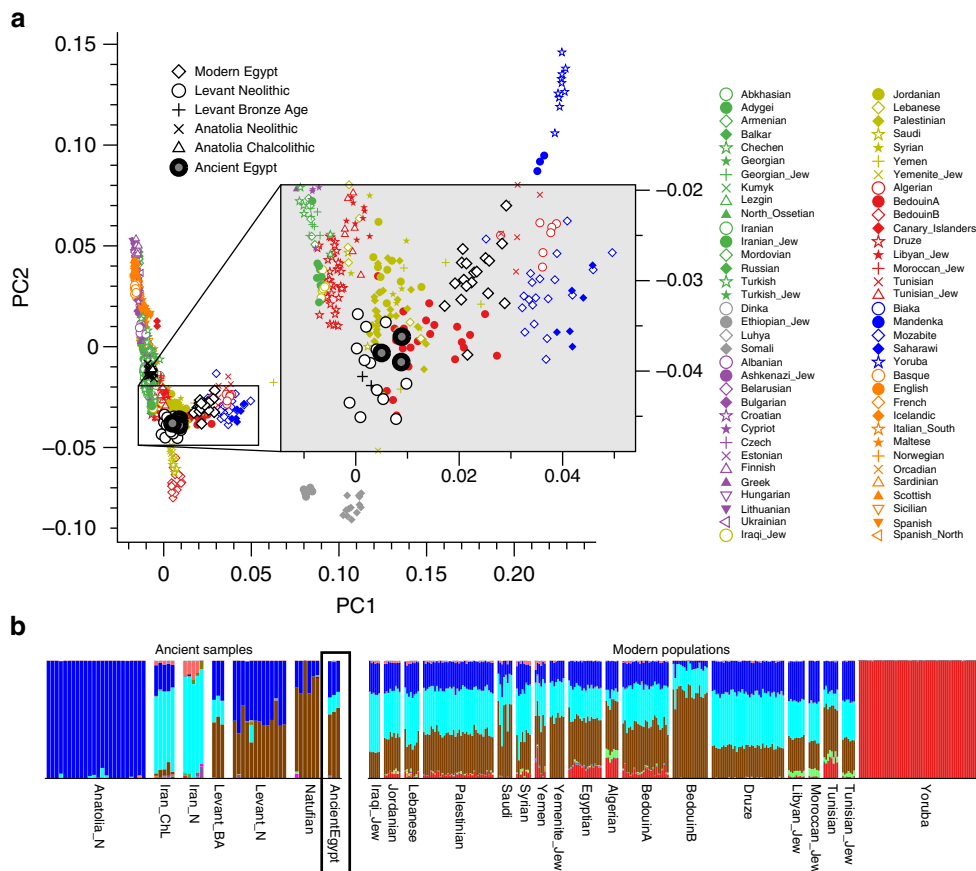 a
0.15
0.10
0.05
0
–0.05
–0.10
PC2
Modern Egypt
Levant Neolithic
Levant Bronze Age
Anatolia Neolithic
Anatolia Chalcolithic
Ancient Egypt
–0.02
–0.03
–0.04
0
0.02
0.04
0
0.05
0.10
0.15
0.20
PC1
Abkhasian
Adygei
Armenian
Balkar
Chechen
Georgian
Georgian_Jew
Kumyk
Lezgin
North_Ossetian
Iranian
Iranian_Jew
Mordovian
Russian
Turkish
Turkish_Jew
Dinka
Ethiopian_Jew
Luhya
Somali
Albanian
Ashkenazi_Jew
Belarusian
Bulgarian
Croatian
Cypriot
Czech
Estonian
Finnish
Greek
Hungarian
Lithuanian
Ukrainian
Iraqi_Jew
Jordanian
Lebanese
Palestinian
Saudi
Syrian
Yemen
Yemenite_Jew
Algerian
BedouinA
BedouinB
Canary_Islanders
Druze
Libyan_Jew
Moroccan_Jew
Tunisian
Tunisian_Jew
Biaka
Mandenka
Mozabite
Saharawi
Yoruba
Basque
English
French
Icelandic
Italian_South
Maltese
Norwegian
Orcadian
Sardinian
Scottish
Sicilian
Spanish
Spanish_North
b
Ancient samples
Modern populations
Anatolia_N
Iran_ChL
Iran_N
Levant_BA
Levant_N
Natufian
AncientEgypt
Iraqi_Jew
Jordanian
Lebanese
Palestinian
Saudi
Syrian
Yemen
Yemenite_Jew
Egyptian
Algerian
BedouinA
BedouinB
Druze
Libyan_Jew
Moroccan_Jew
Tunisian
Tunisian_Jew
Yoruba